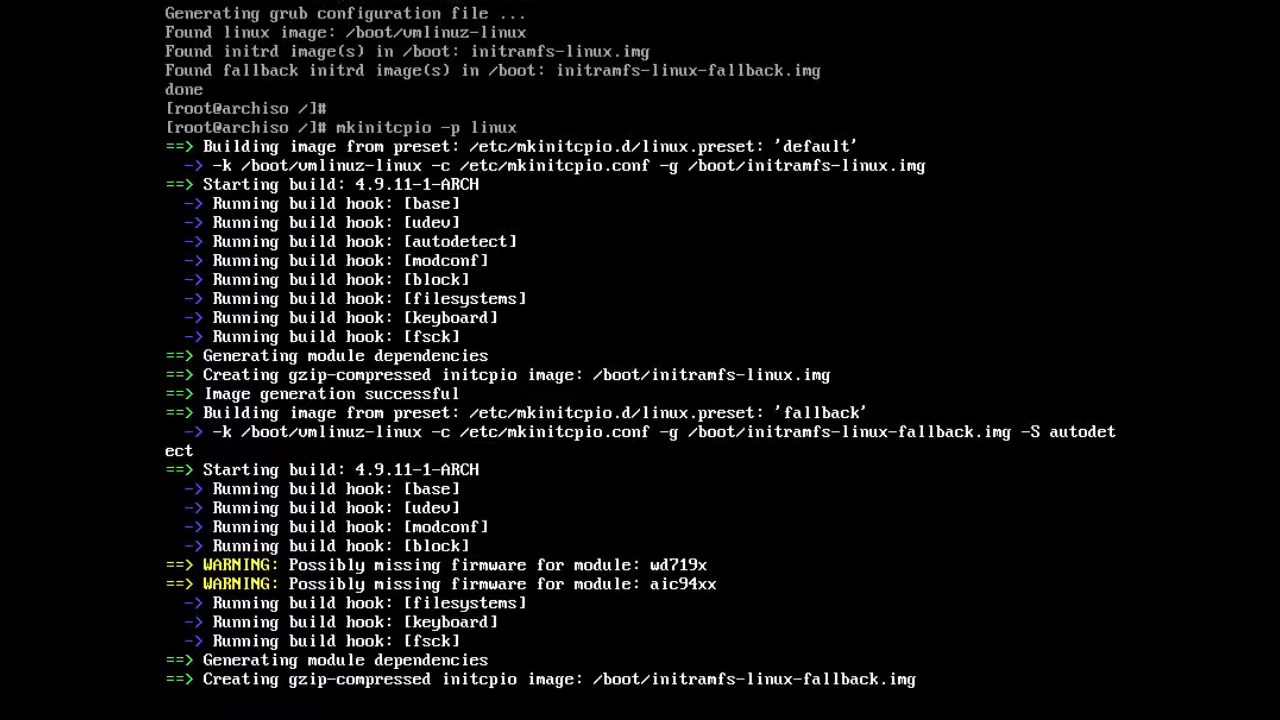 Generating grub configuration file ...
Found linux image: /boot/vmlinuz-linux
Found initrd image(s) in /boot: initramfs-linux.img
Found fallback initrd image(s) in /boot: initramfs-linux-fallback.img
done
[root@archiso /]#
[root@archiso /]# mkinitcpio -p linux
==> Building image from preset: /etc/mkinitcpio.d/linux.preset: 'default'
  -> -k /boot/vmlinuz-linux -c /etc/mkinitcpio.conf -g /boot/initramfs-linux.img
==> Starting build: 4.9.11-1-ARCH
  -> Running build hook: [base]
  -> Running build hook: [udev]
  -> Running build hook: [autodetect]
  -> Running build hook: [modconf]
  -> Running build hook: [block]
  -> Running build hook: [filesystems]
  -> Running build hook: [keyboard]
  -> Running build hook: [fsck]
==> Generating module dependencies
==> Creating gzip-compressed initcpio image: /boot/initramfs-linux.img
==> Image generation successful
==> Building image from preset: /etc/mkinitcpio.d/linux.preset: 'fallback'
  -> -k /boot/vmlinuz-linux -c /etc/mkinitcpio.conf -g /boot/initramfs-linux-fallback.img -S autodet
ect
==> Starting build: 4.9.11-1-ARCH
  -> Running build hook: [base]
  -> Running build hook: [udev]
  -> Running build hook: [modconf]
  -> Running build hook: [block]
==> WARNING: Possibly missing firmware for module: wd719x
==> WARNING: Possibly missing firmware for module: aic94xx
  -> Running build hook: [filesystems]
  -> Running build hook: [keyboard]
  -> Running build hook: [fsck]
==> Generating module dependencies
==> Creating gzip-compressed initcpio image: /boot/initramfs-linux-fallback.img